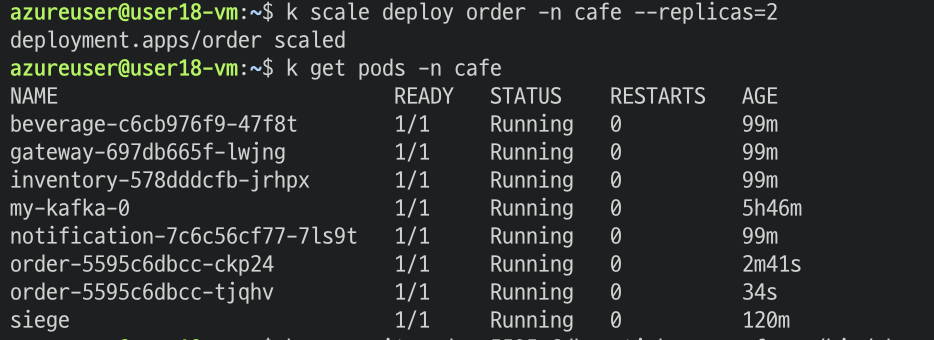 azureuser@user18-vm:~$ k scale deploy order -n cafe --replicas=2
deployment.apps/order scaled
azureuser@user18-vm:~$ k get pods -n cafe
NAME READY STATUS RESTARTS AGE
beverage-c6cb976f9-47f8t 1/1 Running 0 99m
gateway-697db665f-lwjng 1/1 Running 0 99m
inventory-578dddcfb-jrhpx 1/1 Running 0 99m
my-kafka-0 1/1 Running 0 5h46m
notification-7c6c56cf77-7ls9t 1/1 Running 0 99m
order-5595c6dbcc-ckp24 1/1 Running 0 2m41s
order-5595c6dbcc-tjqhv 1/1 Running 0 34s
siege 1/1 Running 0 120m